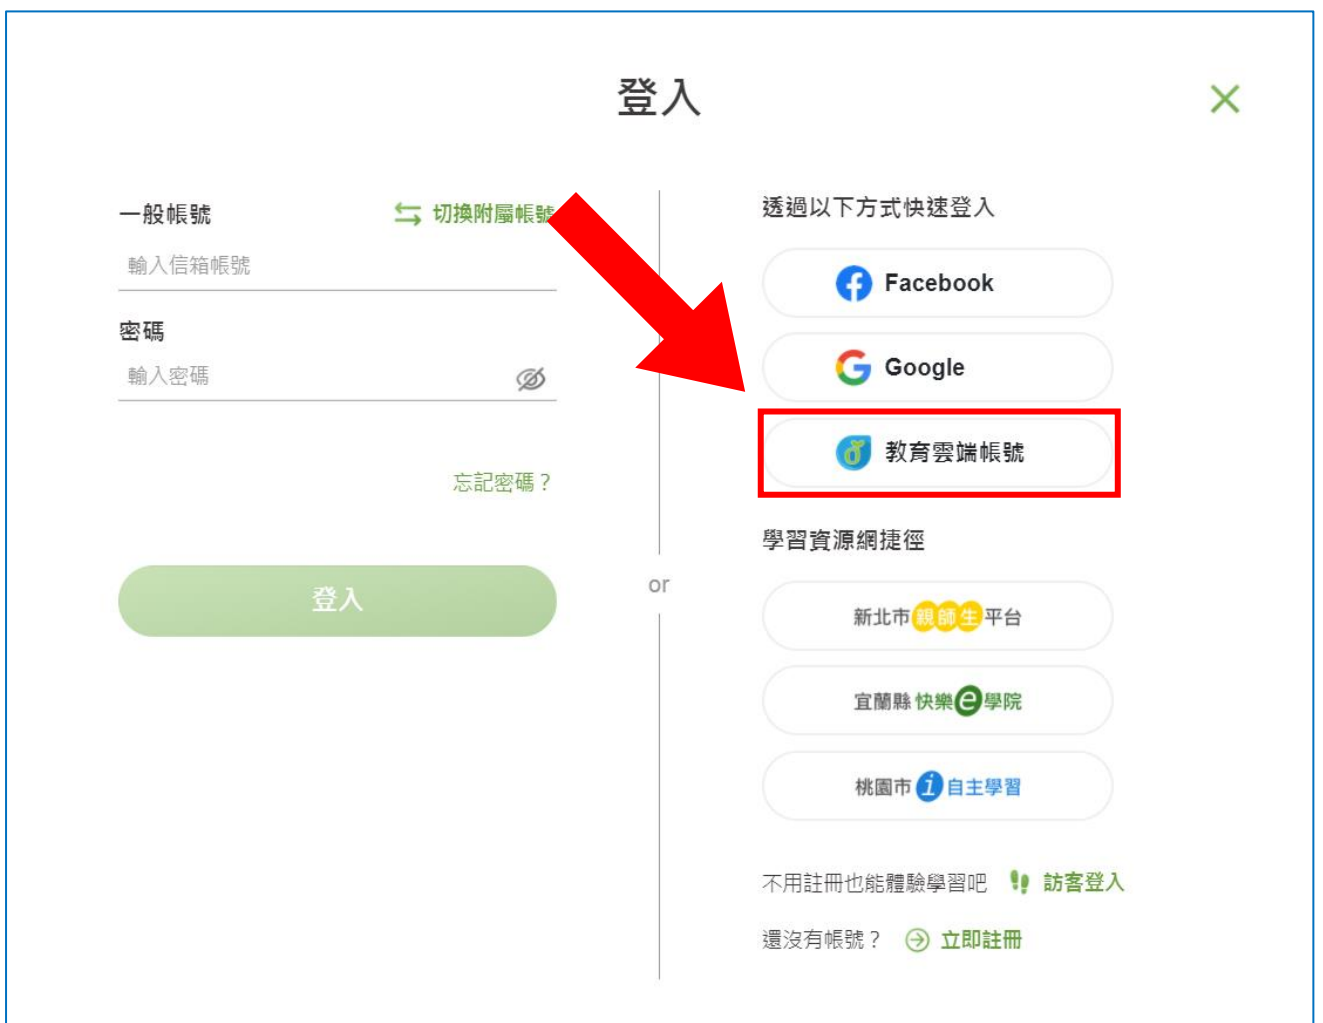 登入
一般帳號
切換附屬帳號
輸入信箱帳號
密碼
輸入密碼
忘記密碼？
登入
or
透過以下方式快速登入
Facebook
Google
教育雲端帳號
學習資源網捷徑
新北市親師生平台
宜蘭縣快樂e學院
桃園市i自主學習
不用註冊也能體驗學習吧 訪客登入
還沒有帳號？ 立即註冊